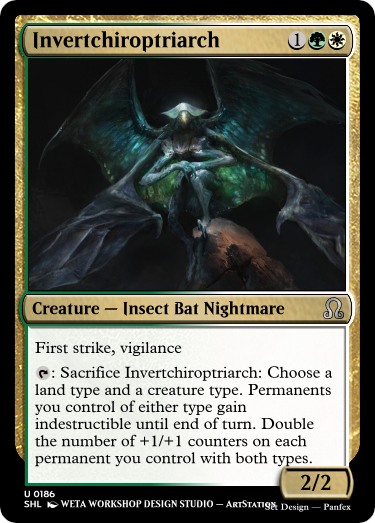 Invertchiroptriarch 1
Creature — Insect Bat Nightmare
First strike, vigilance
: Sacrifice Invertchiroptriarch: Choose a
land type and a creature type. Permanents
you control of either type gain
indestructible until end of turn. Double
the number of +1/+1 counters on each
permanent you control with both types.
2/2
U 0186
SHL WETA WORKSHOP DESIGN STUDIO — ArtStation
Set Design — Panfex